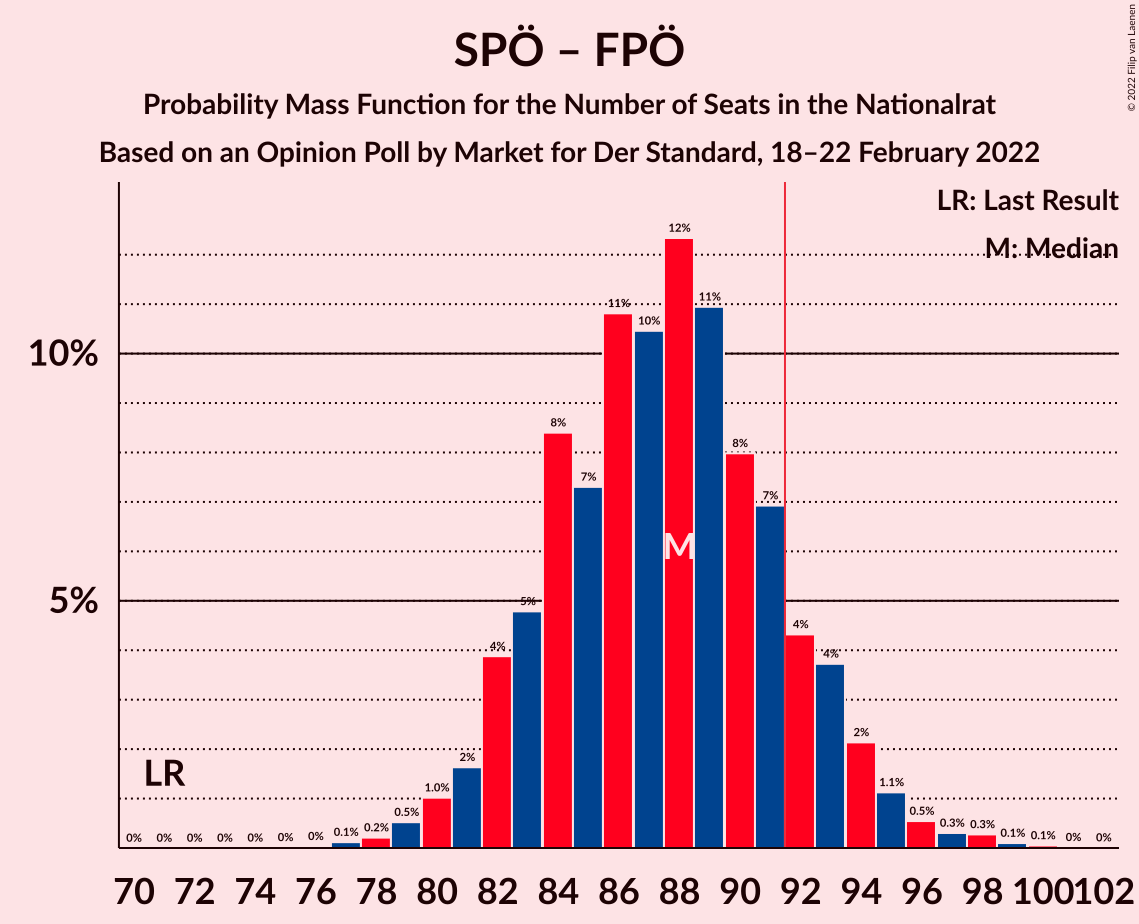 SPÖ – FPÖ
Probability Mass Function for the Number of Seats in the Nationalrat
Based on an Opinion Poll by Market for Der Standard, 18–22 February 2022
© 2022 Filip van Laenen
LR: Last Result
M: Median
10%
5%
LR
M
0% 0% 0% 0% 0% 0% 0% 0.1% 0.2% 0.5% 1.0% 2% 4% 5% 8% 7% 11% 10% 12% 11% 8% 7% 4% 4% 2% 1.1% 0.5% 0.3% 0.3% 0.1% 0.1% 0% 0%
70 72 74 76 78 80 82 84 86 88 90 92 94 96 98 100 102